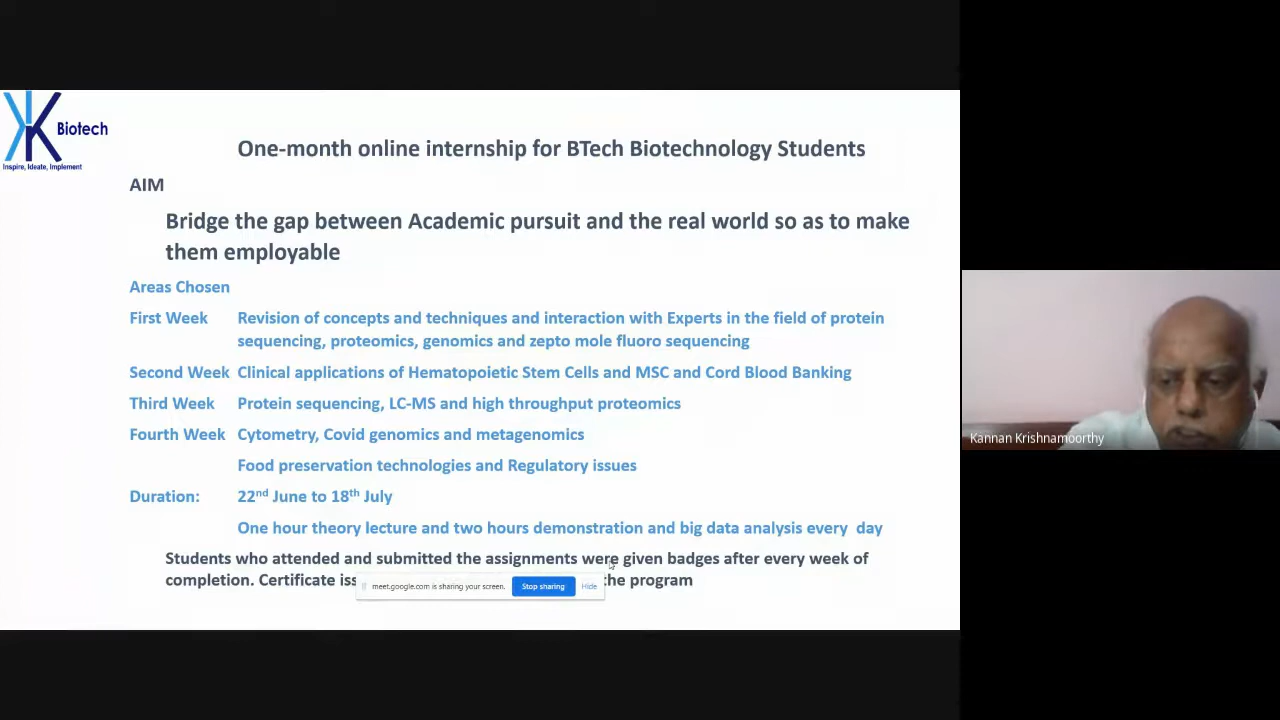 Biotech
Inspire, Ideate, Implement
One-month online internship for BTech Biotechnology Students
AIM
Bridge the gap between Academic pursuit and the real world so as to make
them employable
Areas Chosen
First Week Revision of concepts and techniques and interaction with Experts in the field of protein
sequencing, proteomics, genomics and zepto mole fluoro sequencing
Second Week Clinical applications of Hematopoietic Stem Cells and MSC and Cord Blood Banking
Third Week Protein sequencing, LC-MS and high throughput proteomics
Fourth Week Cytometry, Covid genomics and metagenomics
Food preservation technologies and Regulatory issues
Duration: 22nd June to 18th July
One hour theory lecture and two hours demonstration and big data analysis every day
Students who attended and submitted the assignments were given badges after every week of
completion. Certificate iss the program
meet.google.com is sharing your screen. Stop sharing Hide
Kannan Krishnamoorthy